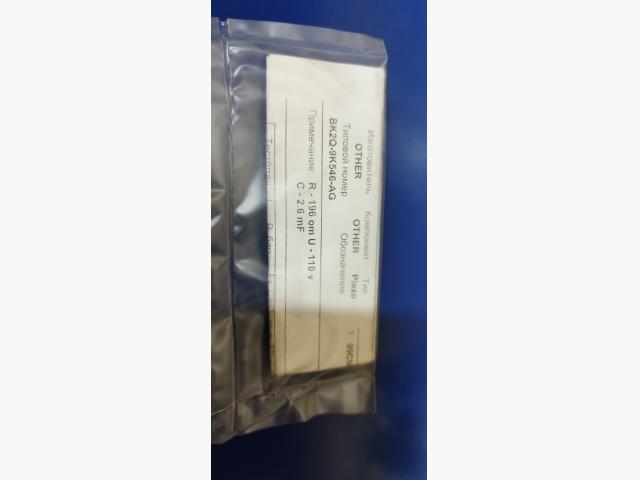 Изготовитель Компонент Тип
OTHER OTHER Piezo 1
Типовой номер Обозначение
BK2Q-9K546-AG
Примечание: R - 196 om U - 110 v
C - 2.6 mF